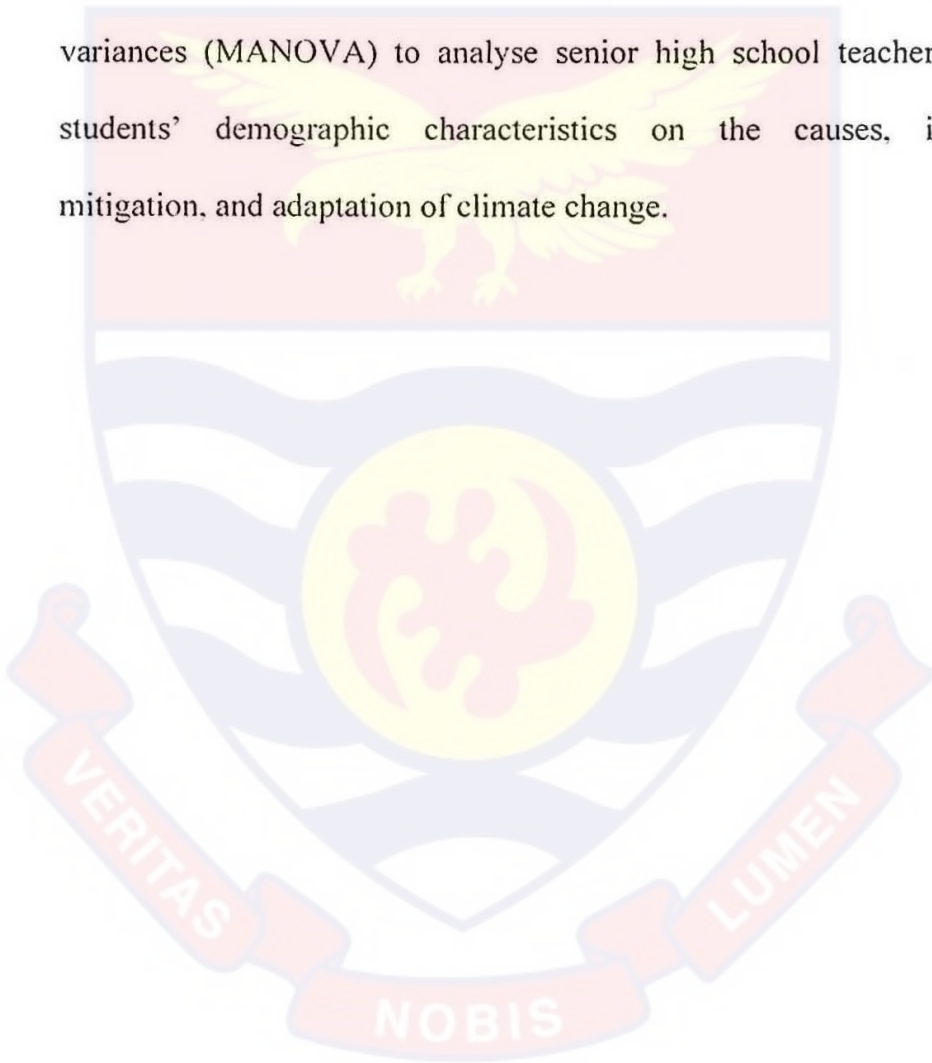 variances (MANOVA) to analyse senior high school teacher
students' demographic characteristics on the causes, i
mitigation, and adaptation of climate change.
VERITAS
NOBIS
LUMEN